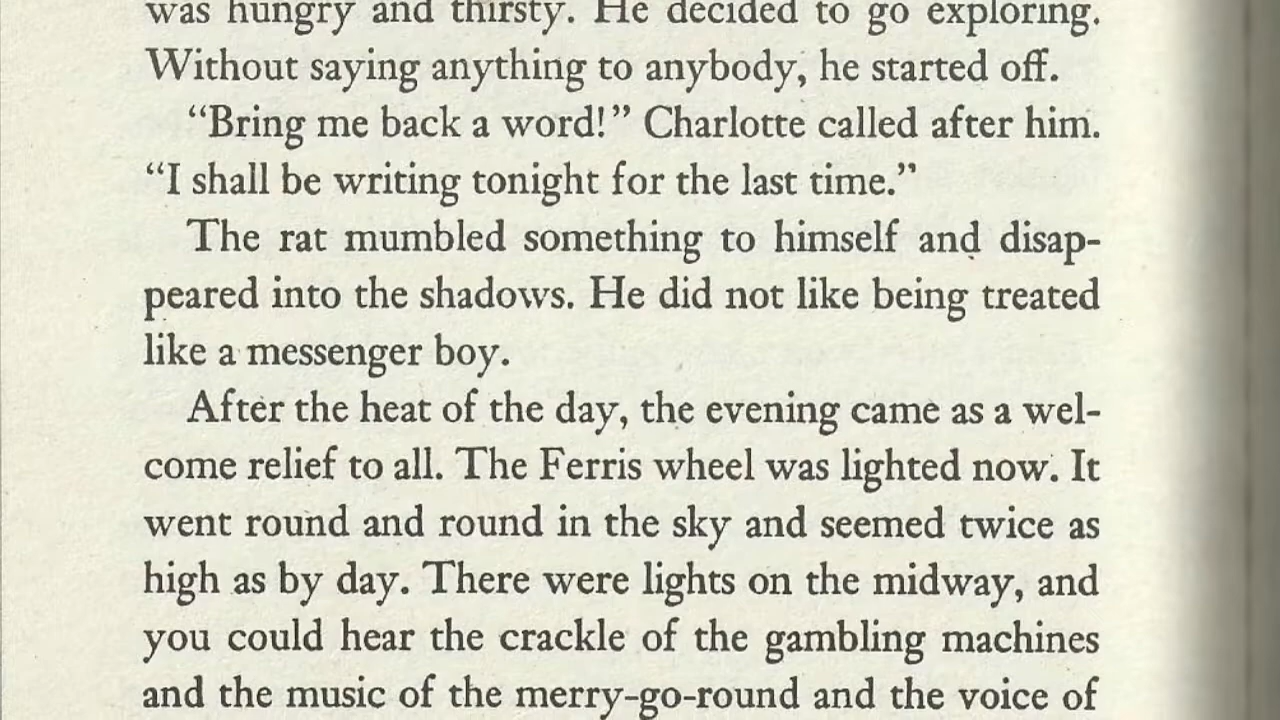 was hungry and thirsty. He decided to go exploring.
Without saying anything to anybody, he started off.
“Bring me back a word!” Charlotte called after him.
“I shall be writing tonight for the last time.”
The rat mumbled something to himself and disap-
peared into the shadows. He did not like being treated
like a messenger boy.
After the heat of the day, the evening came as a wel-
come relief to all. The Ferris wheel was lighted now. It
went round and round in the sky and seemed twice as
high as by day. There were lights on the midway, and
you could hear the crackle of the gambling machines
and the music of the merry-go-round and the voice of